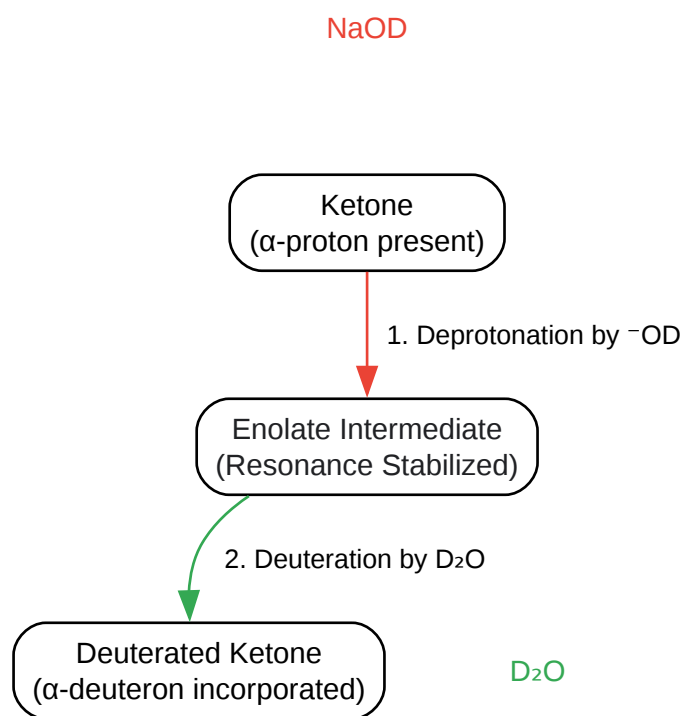 NaOD
Ketone
(α-proton present)
1. Deprotonation by ⁻OD
Enolate Intermediate
(Resonance Stabilized)
2. Deuteration by D₂O
Deuterated Ketone
(α-deuteron incorporated)
D₂O